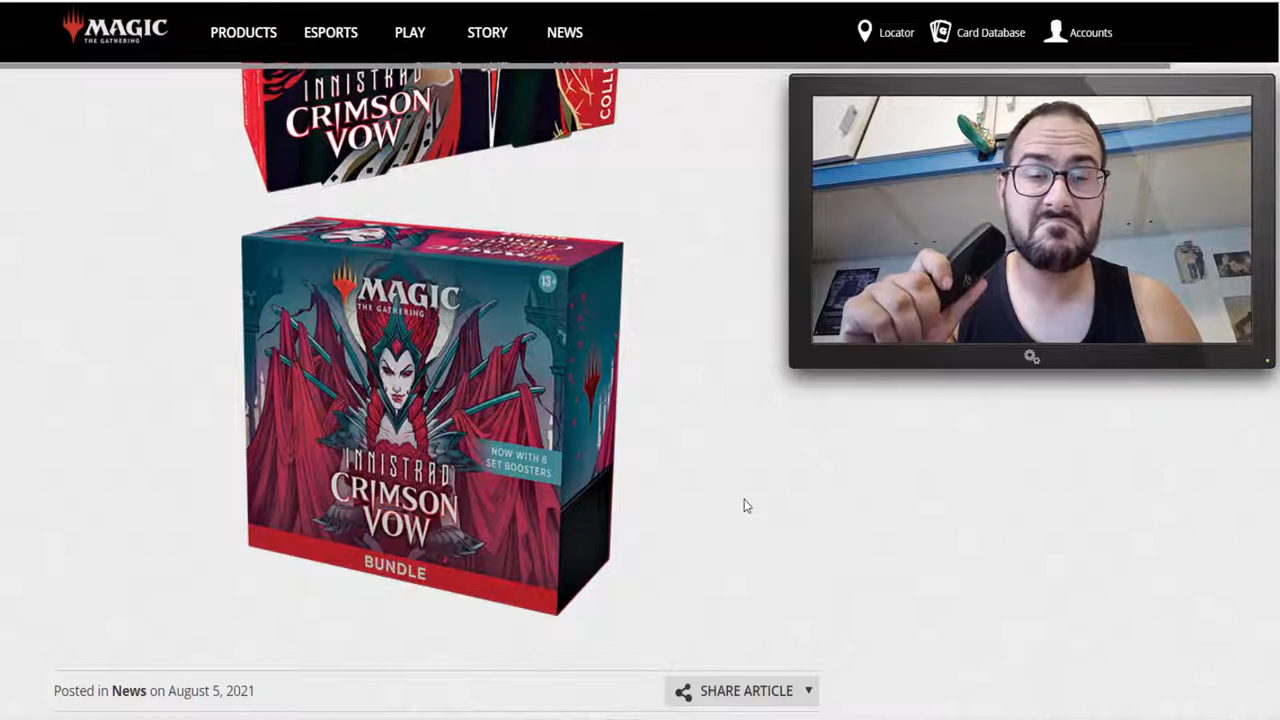 MAGIC
THE GATHERING
PRODUCTS
ESPORTS
PLAY
STORY
NEWS
Locator
Card Database
Accounts
INNISTRAD
CRIMSON
VOW
COLLE
MAGIC
THE GATHERING
13+
NOW WITH 8
SET BOOSTERS
INNISTRAD
CRIMSON
VOW
BUNDLE
Posted in News on August 5, 2021
SHARE ARTICLE